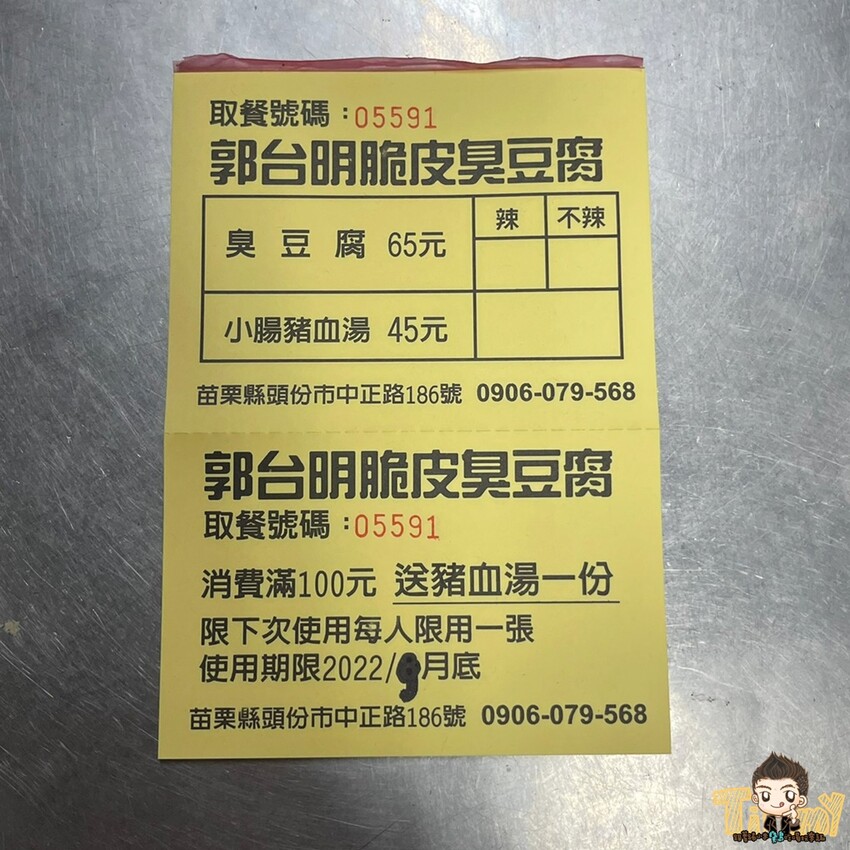 取餐號碼：05591
郭台明脆皮臭豆腐
辣 不辣
臭豆腐 65元
小腸豬血湯 45元
苗栗縣頭份市中正路186號 0906-079-568
郭台明脆皮臭豆腐
取餐號碼：05591
消費滿100元 送豬血湯一份
限下次使用每人限用一張
使用期限2022/9月底
苗栗縣頭份市中正路186號 0906-079-568